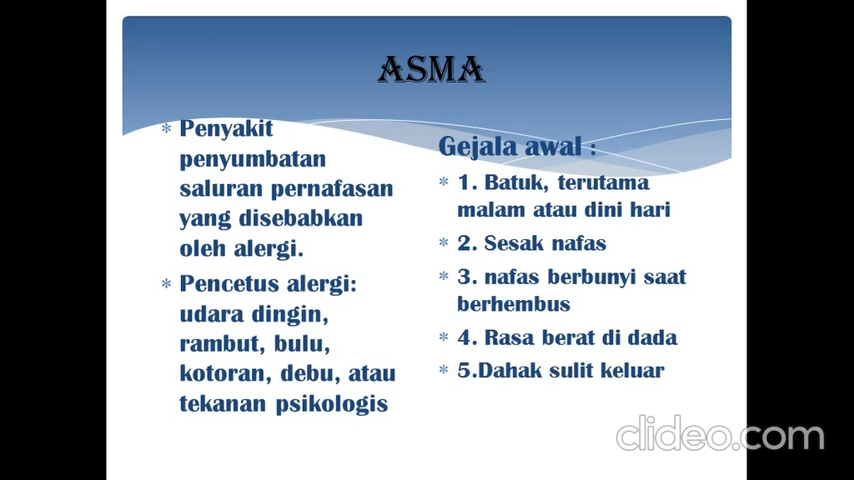 ASMA
* Penyakit
penyumbatan
saluran pernafasan
yang disebabkan
oleh alergi.
* Pencetus alergi:
udara dingin,
rambut, bulu,
kotoran, debu, atau
tekanan psikologis
Gejala awal :
* 1. Batuk, terutama
malam atau dini hari
* 2. Sesak nafas
* 3. nafas berbunyi saat
berhembus
* 4. Rasa berat di dada
* 5.Dahak sulit keluar
clideo.com